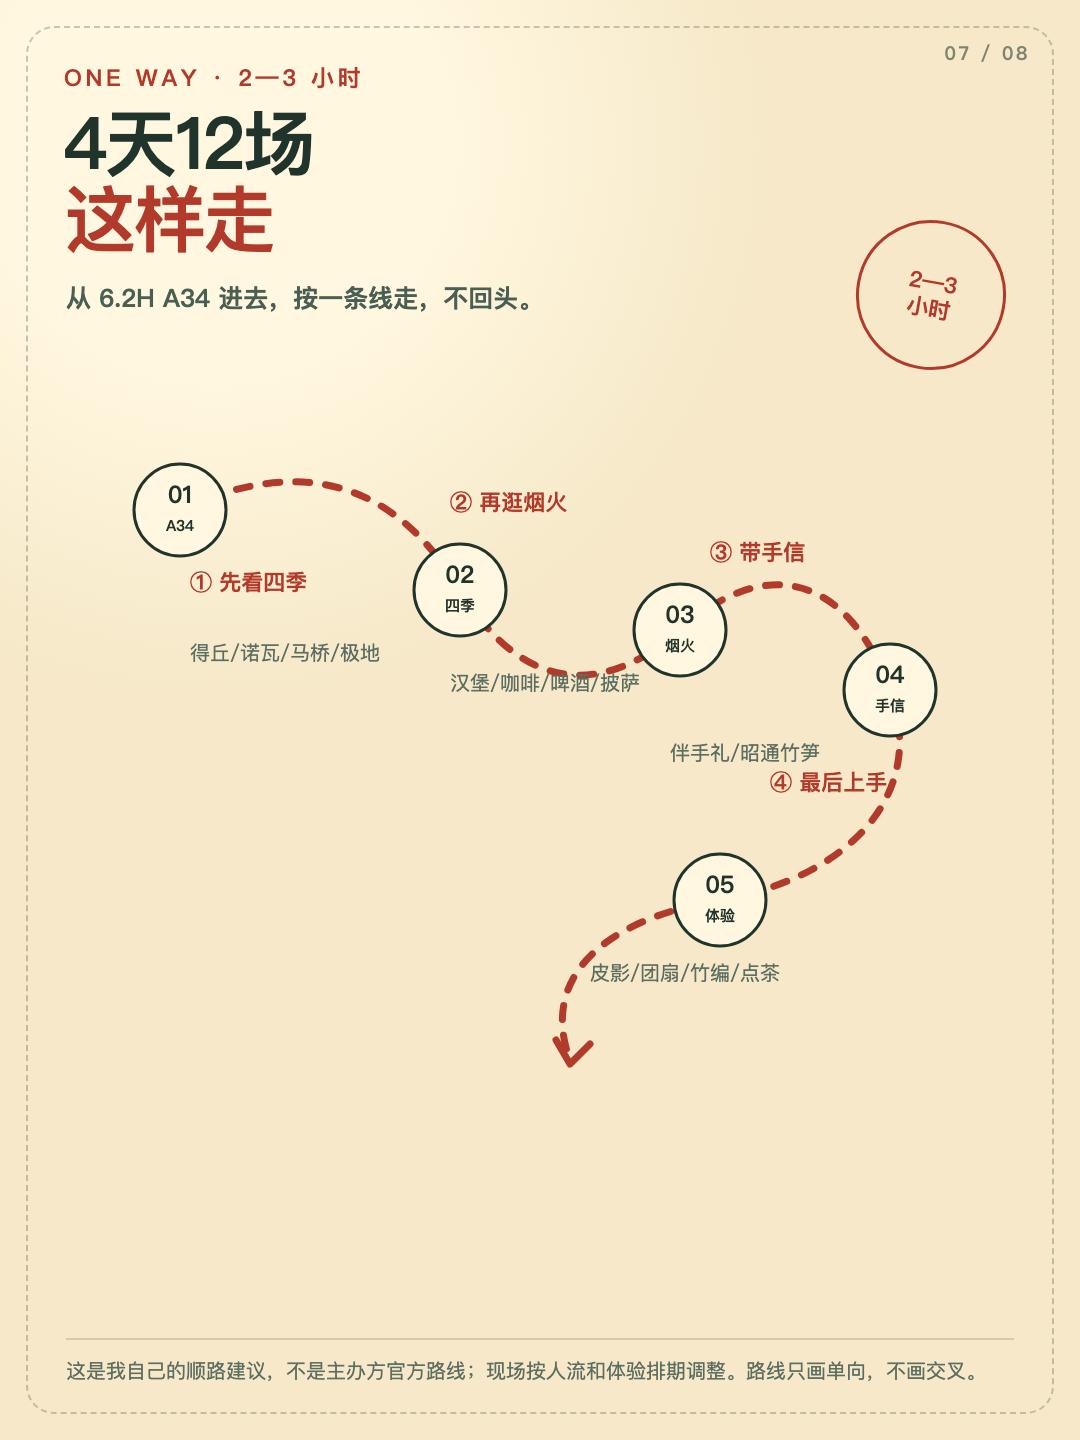 07 / 08
ONE WAY · 2—3 小时
4天12场
这样走
从 6.2H A34 进去，按一条线走，不回头。
2—3
小时
01
A34
① 先看四季
得丘/诺瓦/马桥/极地
② 再逛烟火
02
四季
汉堡/咖啡/啤酒/披萨
③ 带手信
03
烟火
伴手礼/昭通竹笋
04
手信
④ 最后上手
05
体验
皮影/团扇/竹编/点茶
这是我自己的顺路建议，不是主办方官方路线；现场按人流和体验排期调整。路线只画单向，不画交叉。